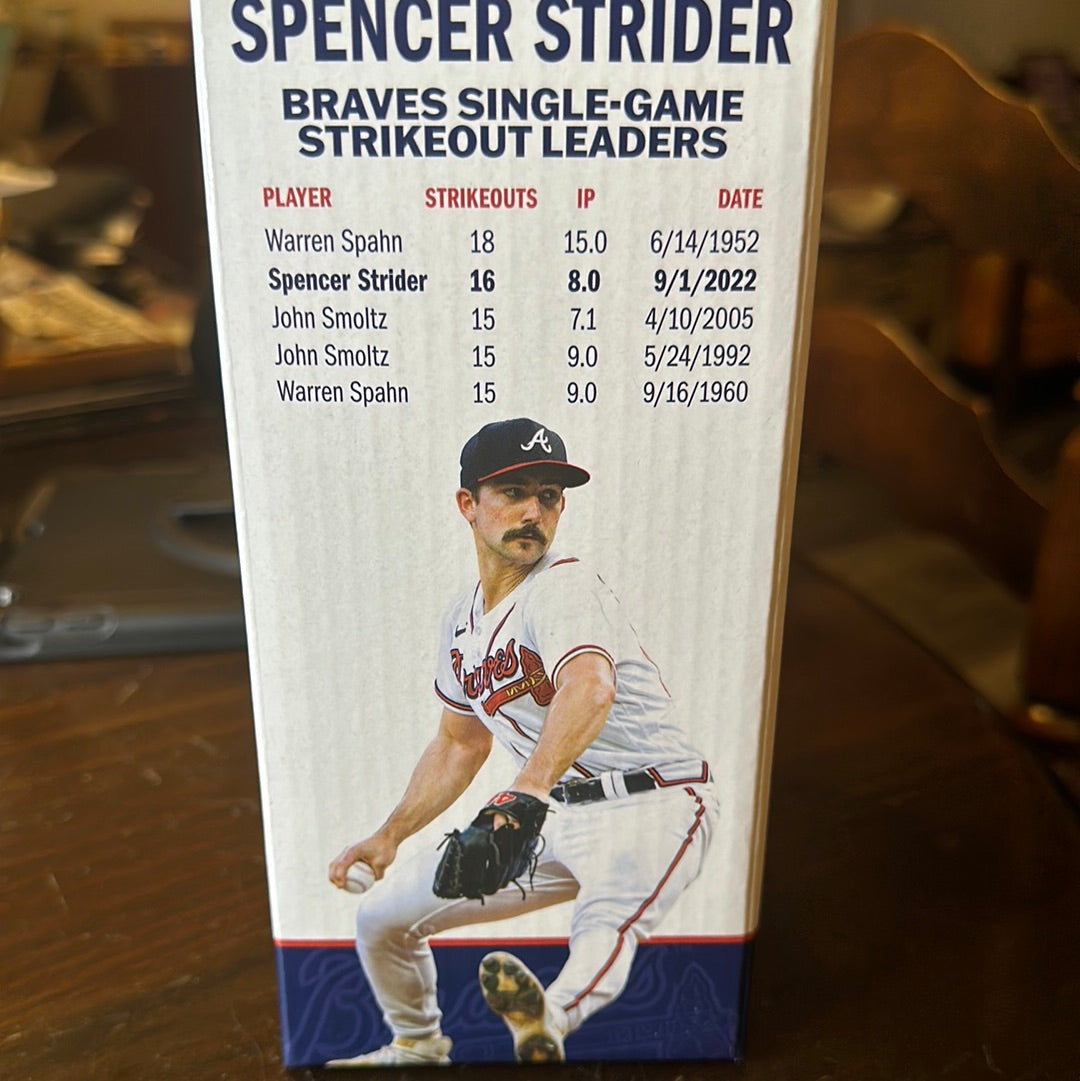 SPENCER STRIDER
BRAVES SINGLE-GAME
STRIKEOUT LEADERS
PLAYER STRIKEOUTS IP DATE
Warren Spahn 18 15.0 6/14/1952
Spencer Strider 16 8.0 9/1/2022
John Smoltz 15 7.1 4/10/2005
John Smoltz 15 9.0 5/24/1992
Warren Spahn 15 9.0 9/16/1960
A
Braves
Braves